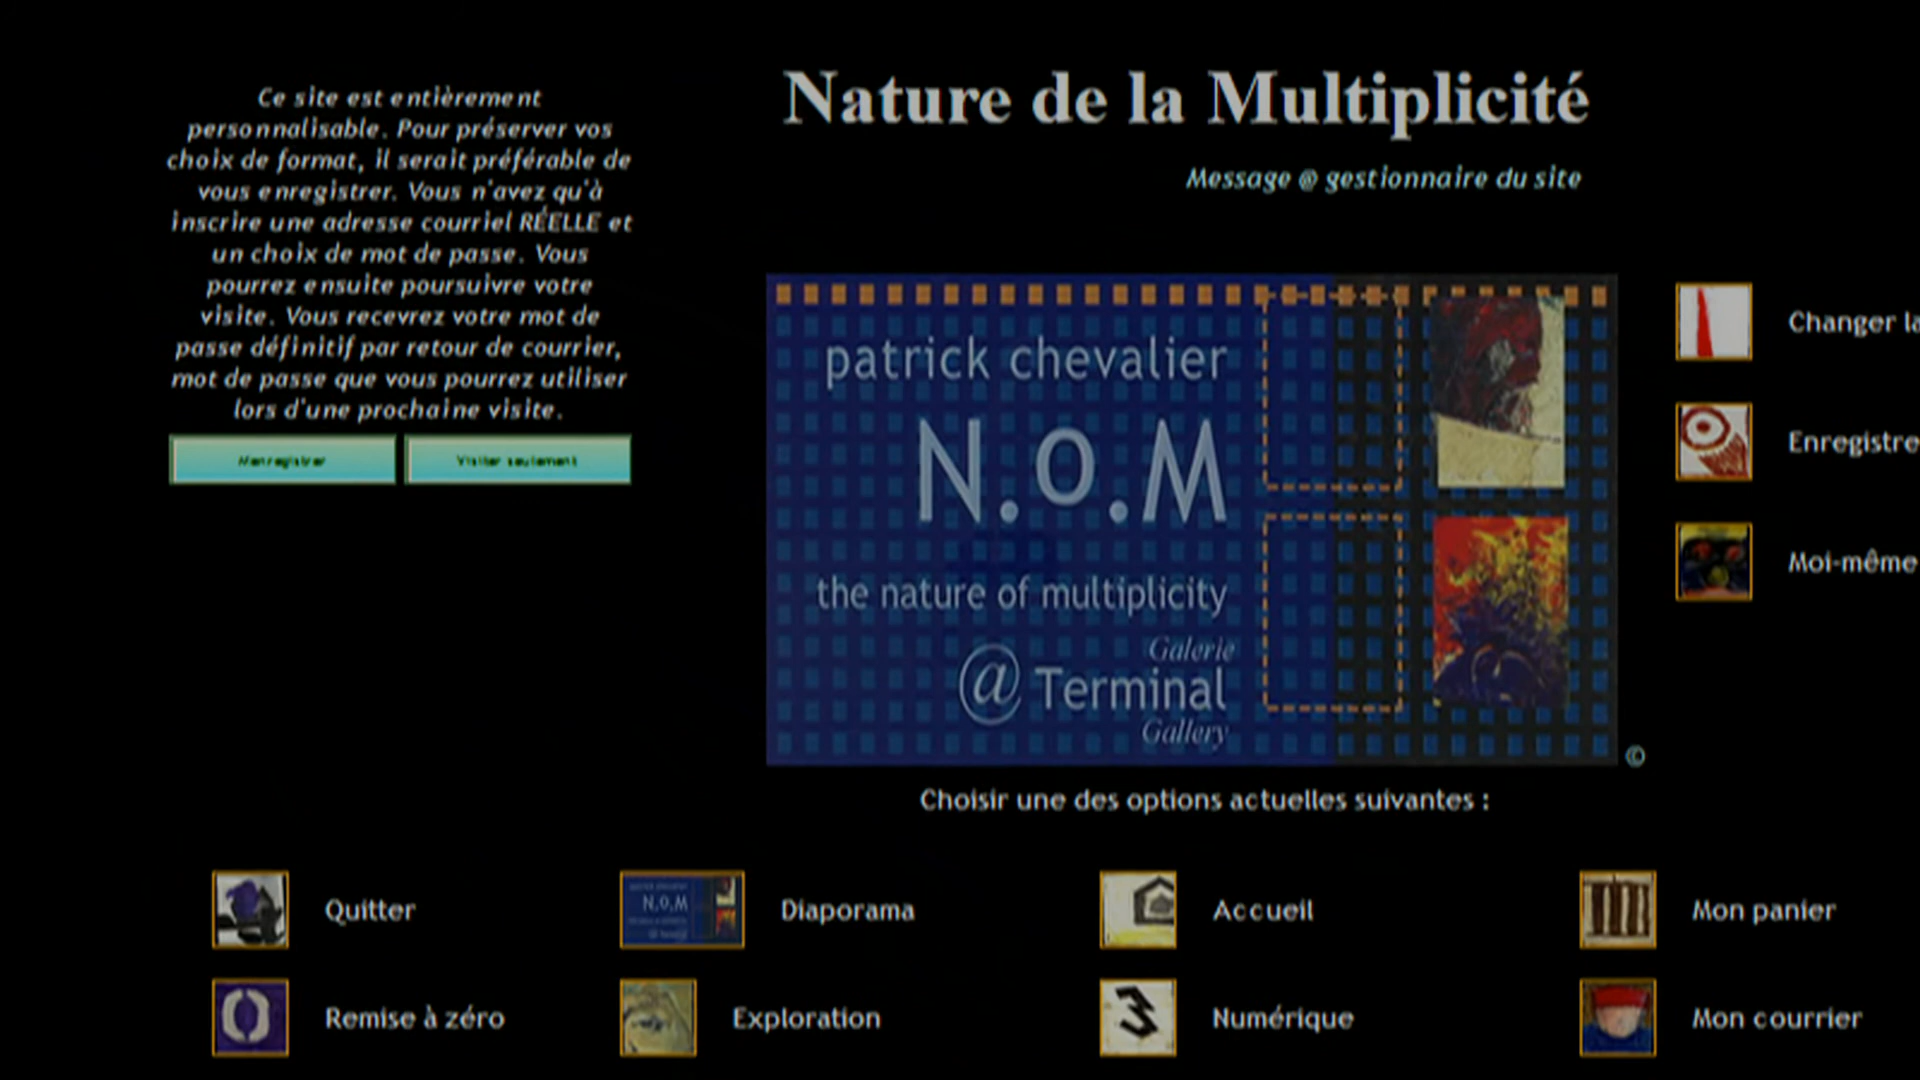 Ce site est entièrement
personnalisable. Pour préserver vos
choix de format, il serait préférable de
vous enregistrer. Vous n'avez qu'à
inscrire une adresse courriel RÉELLE et
un choix de mot de passe. Vous
pourrez ensuite poursuivre votre
visite. Vous recevrez votre mot de
passe définitif par retour de courrier,
mot de passe que vous pourrez utiliser
lors d'une prochaine visite.
M'enregistrer
Visiter seulement
Nature de la Multiplicité
Message @ gestionnaire du site
patrick chevalier
N.O.M
the nature of multiplicity
Galerie
@ Terminal
Gallery
©
Changer la
Enregistre
Moi-même
Choisir une des options actuelles suivantes :
Quitter
N.O.M
Diaporama
Accueil
Mon panier
Remise à zéro
Exploration
3
Numérique
Mon courrier